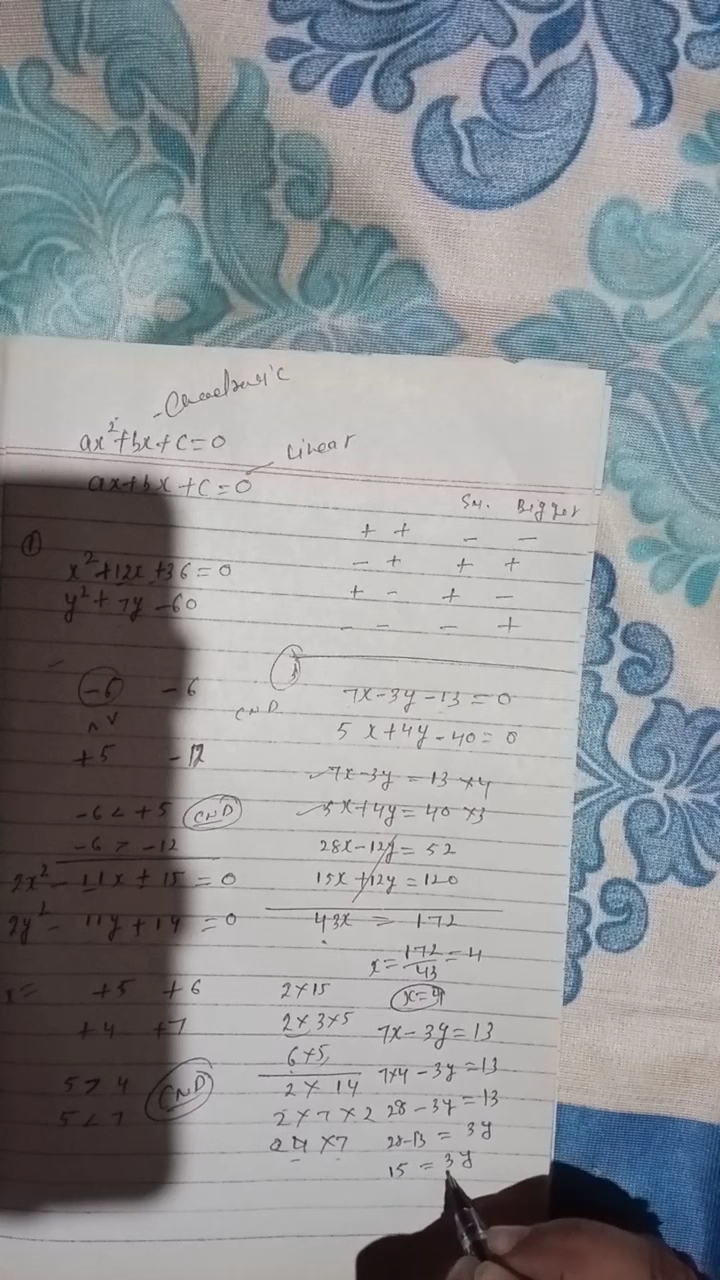 ax²+bx+c=0
Linear
ax+bx+c=0
Sm. Bigger
+ + - -
- + + +
+ - + -
- - - +
①
x²+12x+36=0
y²+7y-60
-6 -6
+5 -12
-6 < +5 CND
-6 > -12
2x²-11x+15=0
2y²-11y+14=0
x= +5 +6
+4 +7
5 > 4 CND
5 < 7
CND
7x-3y-13=0
5x+4y-40=0
7x-3y=13 ×4
5x+4y=40 ×3
28x-12y=52
15x+12y=120
43x = 172
x=172/43=4
x=4
2×15
2×3×5
6×5
2×14
2×7×2
4×7
7x-3y=13
7×4-3y=13
28-3y=13
28-13=3y
15=3y